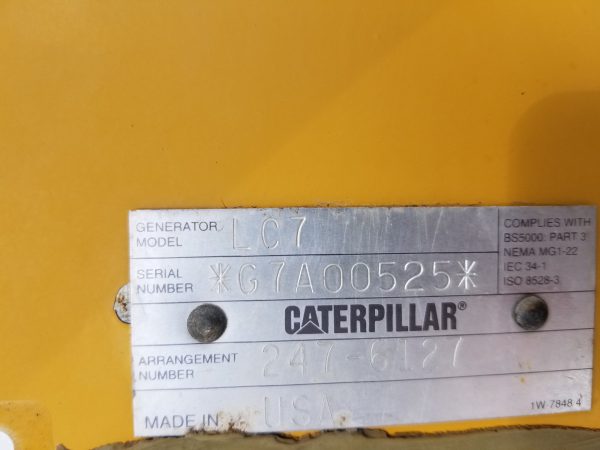 GENERATOR MODEL LC7
SERIAL NUMBER *G7A00525*
COMPLIES WITH
BS5000: PART 3
NEMA MG1-22
IEC 34-1
ISO 8528-3
CATERPILLAR®
ARRANGEMENT NUMBER 247-6127
MADE IN USA
1W-7848 4